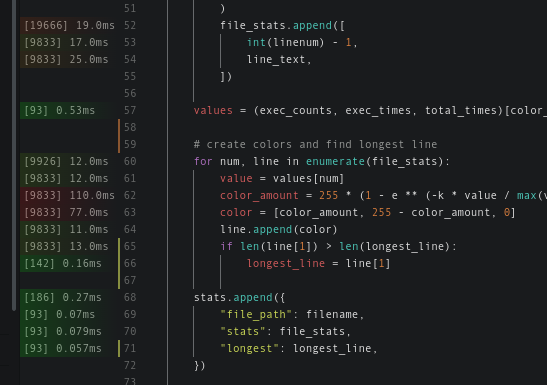 51 )
[19666] 19.0ms 52 file_stats.append([
[9833] 17.0ms 53 int(linenum) - 1,
[9833] 25.0ms 54 line_text,
55 ])
56
[93] 0.53ms 57 values = (exec_counts, exec_times, total_times)[color_
58
59 # create colors and find longest line
[9926] 12.0ms 60 for num, line in enumerate(file_stats):
[9833] 12.0ms 61 value = values[num]
[9833] 110.0ms 62 color_amount = 255 * (1 - e ** (-k * value / max(v
[9833] 77.0ms 63 color = [color_amount, 255 - color_amount, 0]
[9833] 11.0ms 64 line.append(color)
[9833] 13.0ms 65 if len(line[1]) > len(longest_line):
[142] 0.16ms 66 longest_line = line[1]
67
[186] 0.27ms 68 stats.append({
[93] 0.07ms 69 "file_path": filename,
[93] 0.079ms 70 "stats": file_stats,
[93] 0.057ms 71 "longest": longest_line,
72 })
73